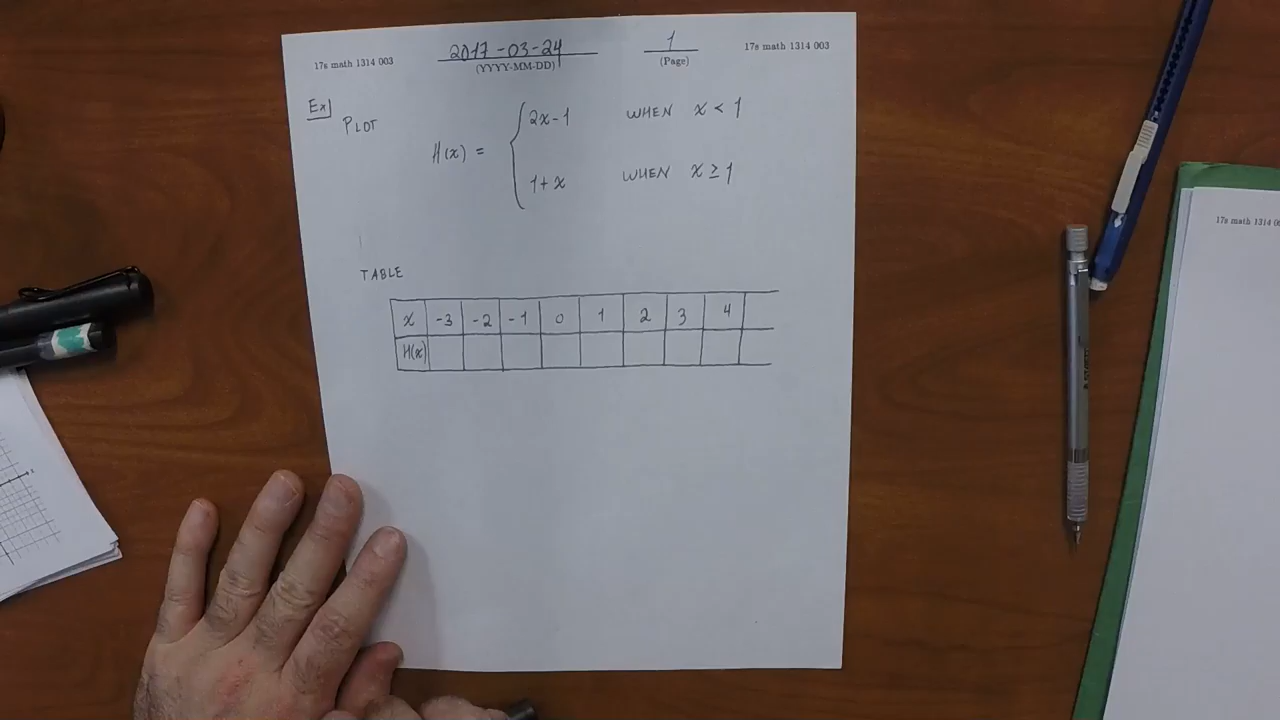 17s math 1314 003 2017-03-24 1 17s math 1314 003
(YYYY-MM-DD) (Page)
Ex
PLOT
2x-1 WHEN x < 1
H(x) =
1+x WHEN x ≥ 1
TABLE
x -3 -2 -1 0 1 2 3 4
H(x)
17s math 1314